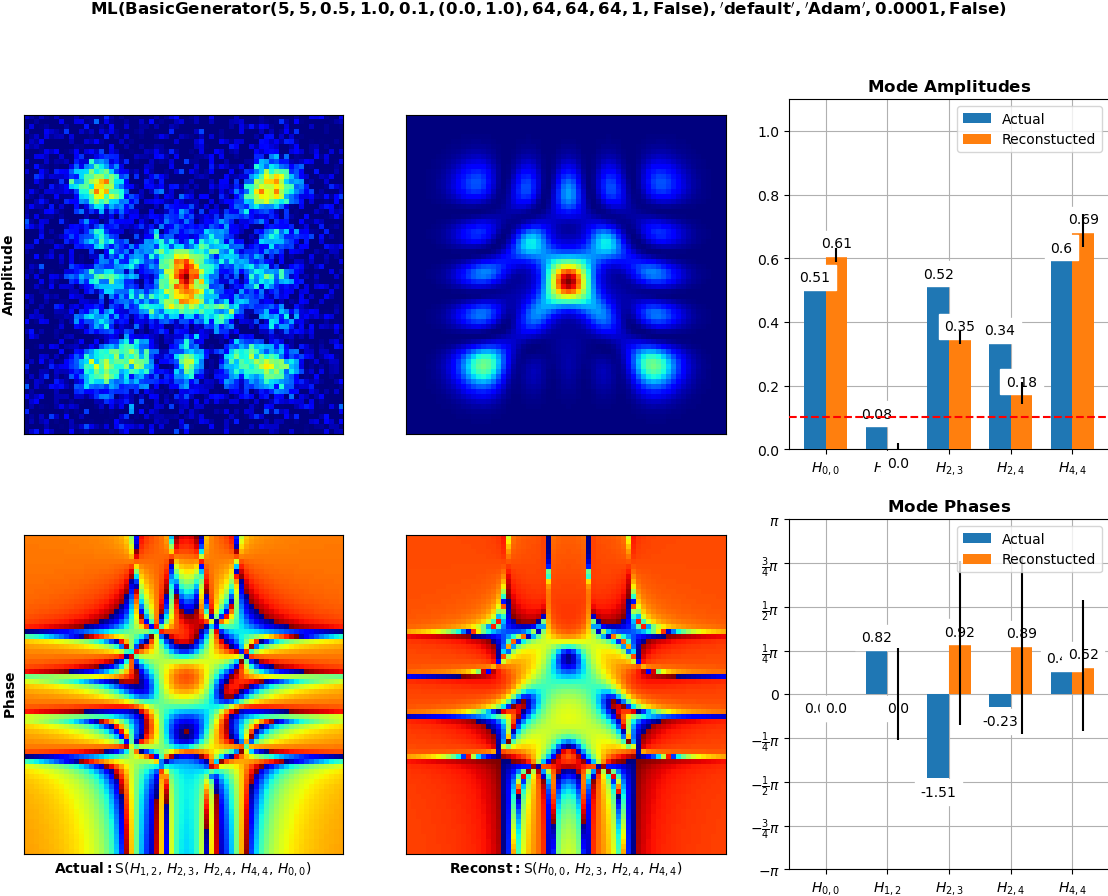 ML(BasicGenerator(5, 5, 0.5, 1.0, 0.1, (0.0, 1.0), 64, 64, 64, 1, False), 'default', 'Adam', 0.0001, False)
Amplitude
Mode Amplitudes
Actual
Reconstucted
1.0
0.8
0.6
0.4
0.2
0.0
0.51
0.61
0.08
0.0
0.52
0.35
0.34
0.18
0.6
0.69
H0,0
H2,3
H2,4
H4,4
Phase
Mode Phases
Actual
Reconstucted
π
3/4π
1/2π
1/4π
0
−1/4π
−1/2π
−3/4π
−π
0.0
0.82
0.0
-1.51
0.92
-0.23
0.89
0.52
H0,0
H1,2
H2,3
H2,4
H4,4
Actual: S(H1,2, H2,3, H2,4, H4,4, H0,0)
Reconst: S(H0,0, H2,3, H2,4, H4,4)